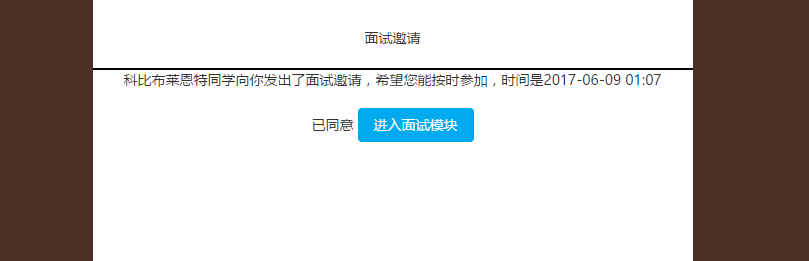 面试邀请
科比布莱恩特同学向你发出了面试邀请，希望您能按时参加，时间是2017-06-09 01:07
已同意 进入面试模块